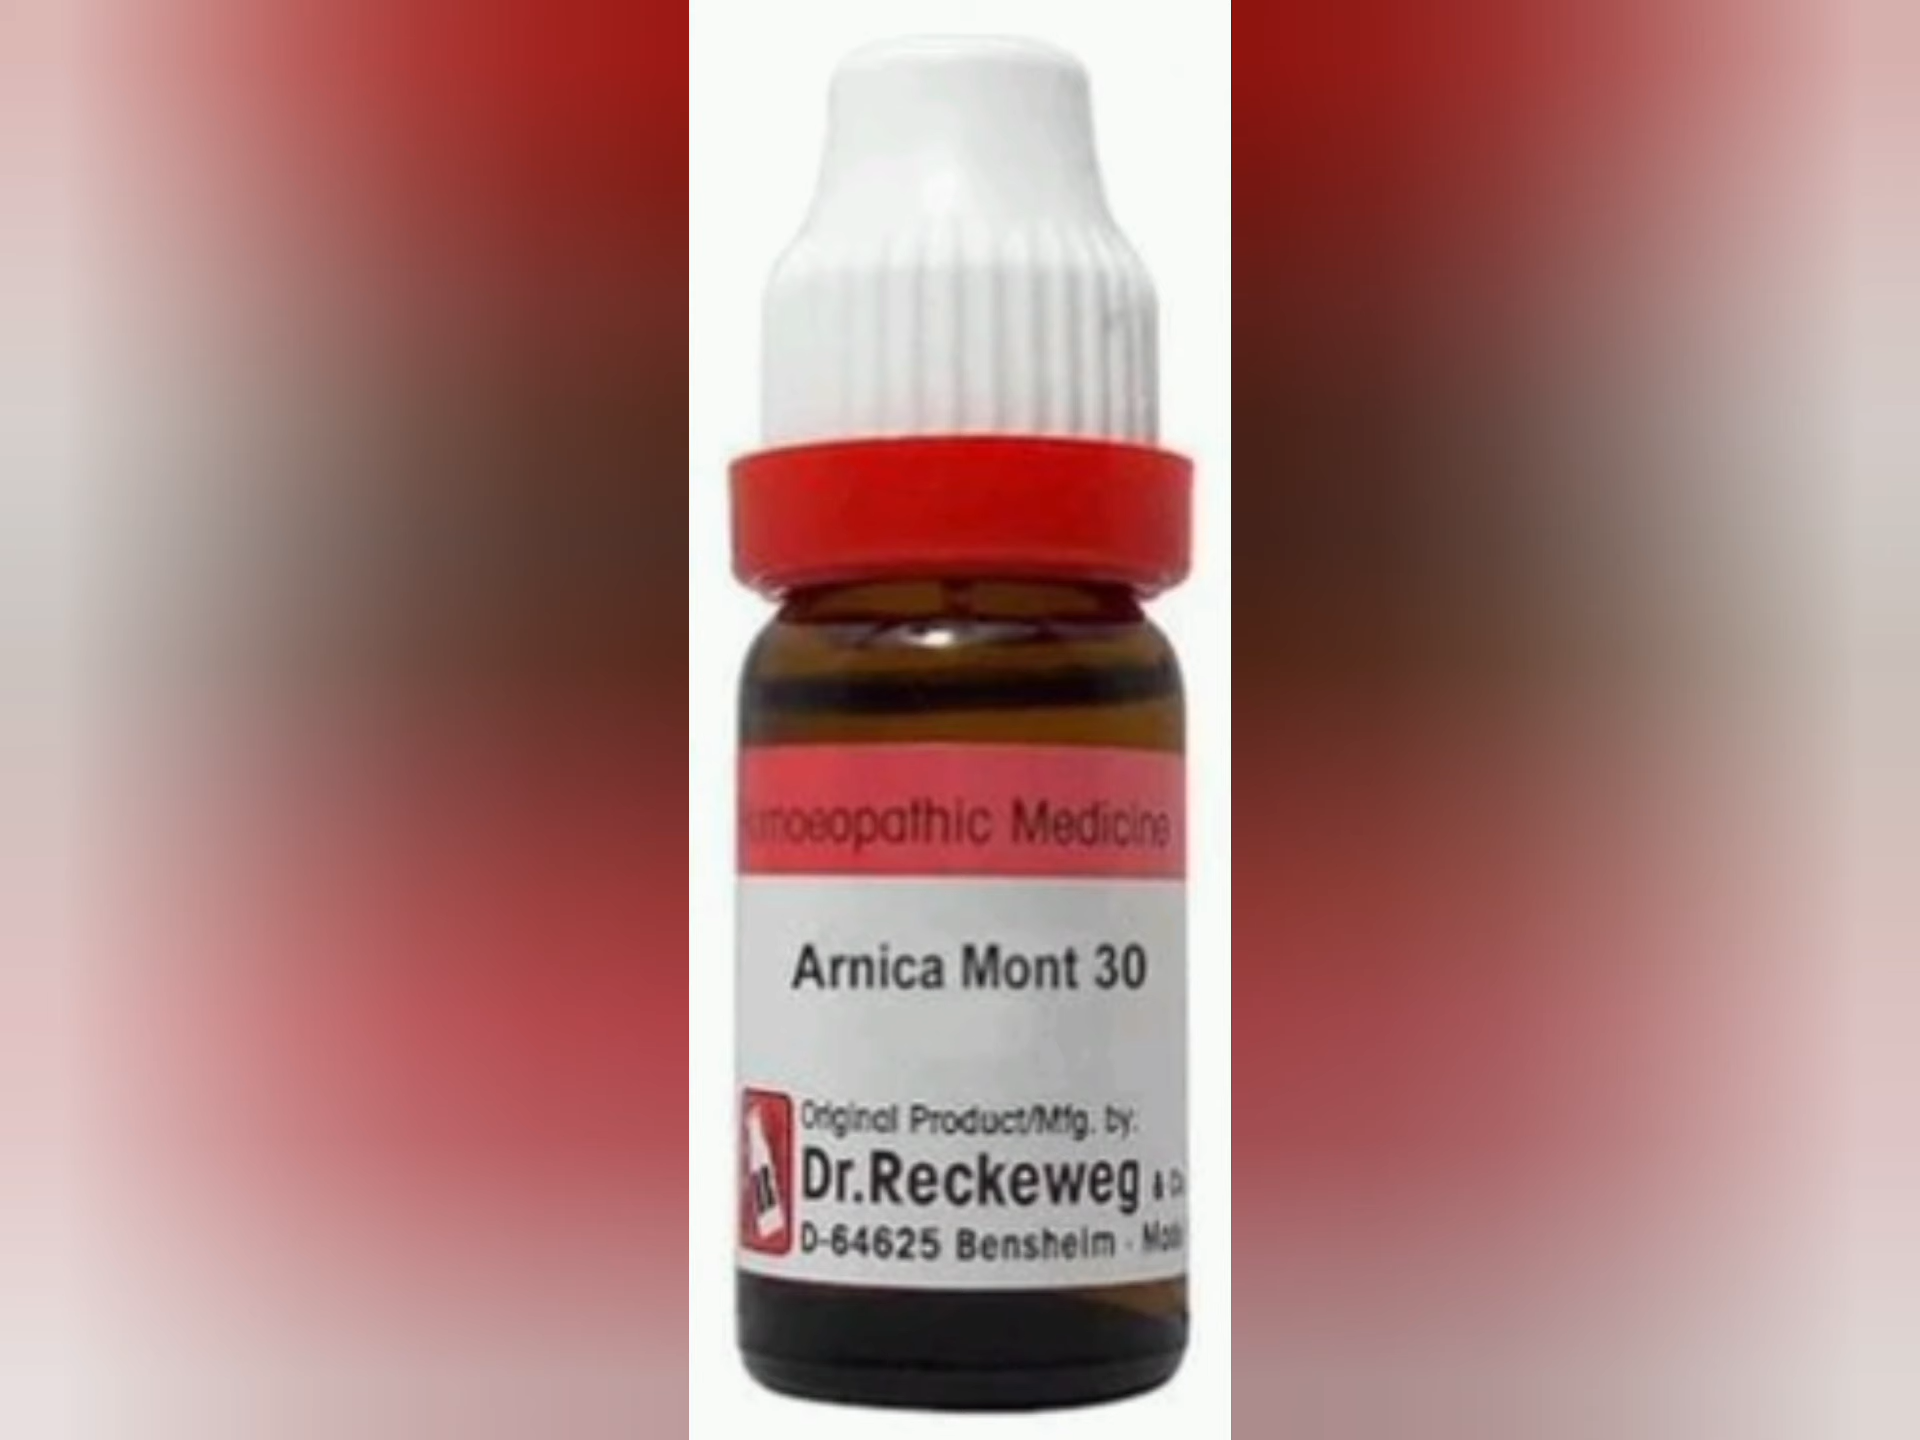 Medicine
Arnica Mont 30
Original Product/Mfg. by:
Dr.Reckeweg &
D-64625 Bensheim ·